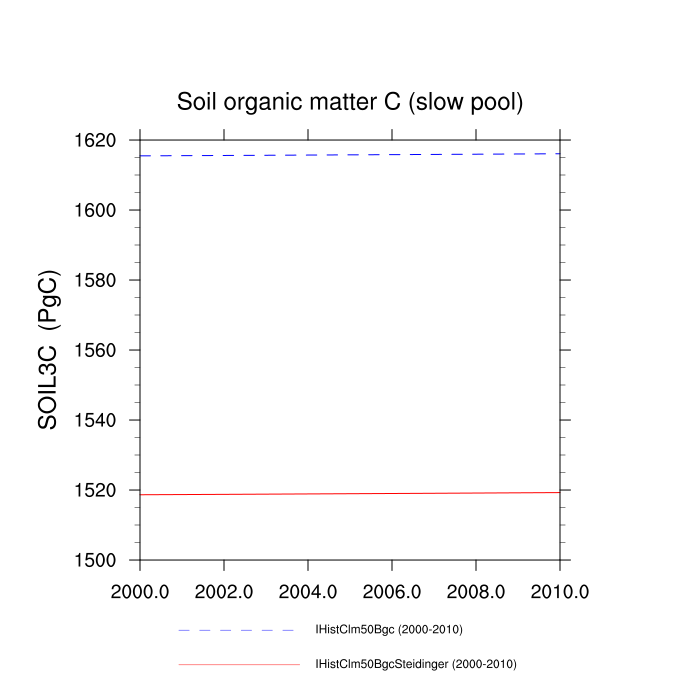 Soil organic matter C (slow pool)
1620
1600
1580
1560
1540
1520
1500
SOIL3C (PgC)
2000.0 2002.0 2004.0 2006.0 2008.0 2010.0
IHistClm50Bgc (2000-2010)
IHistClm50BgcSteidinger (2000-2010)